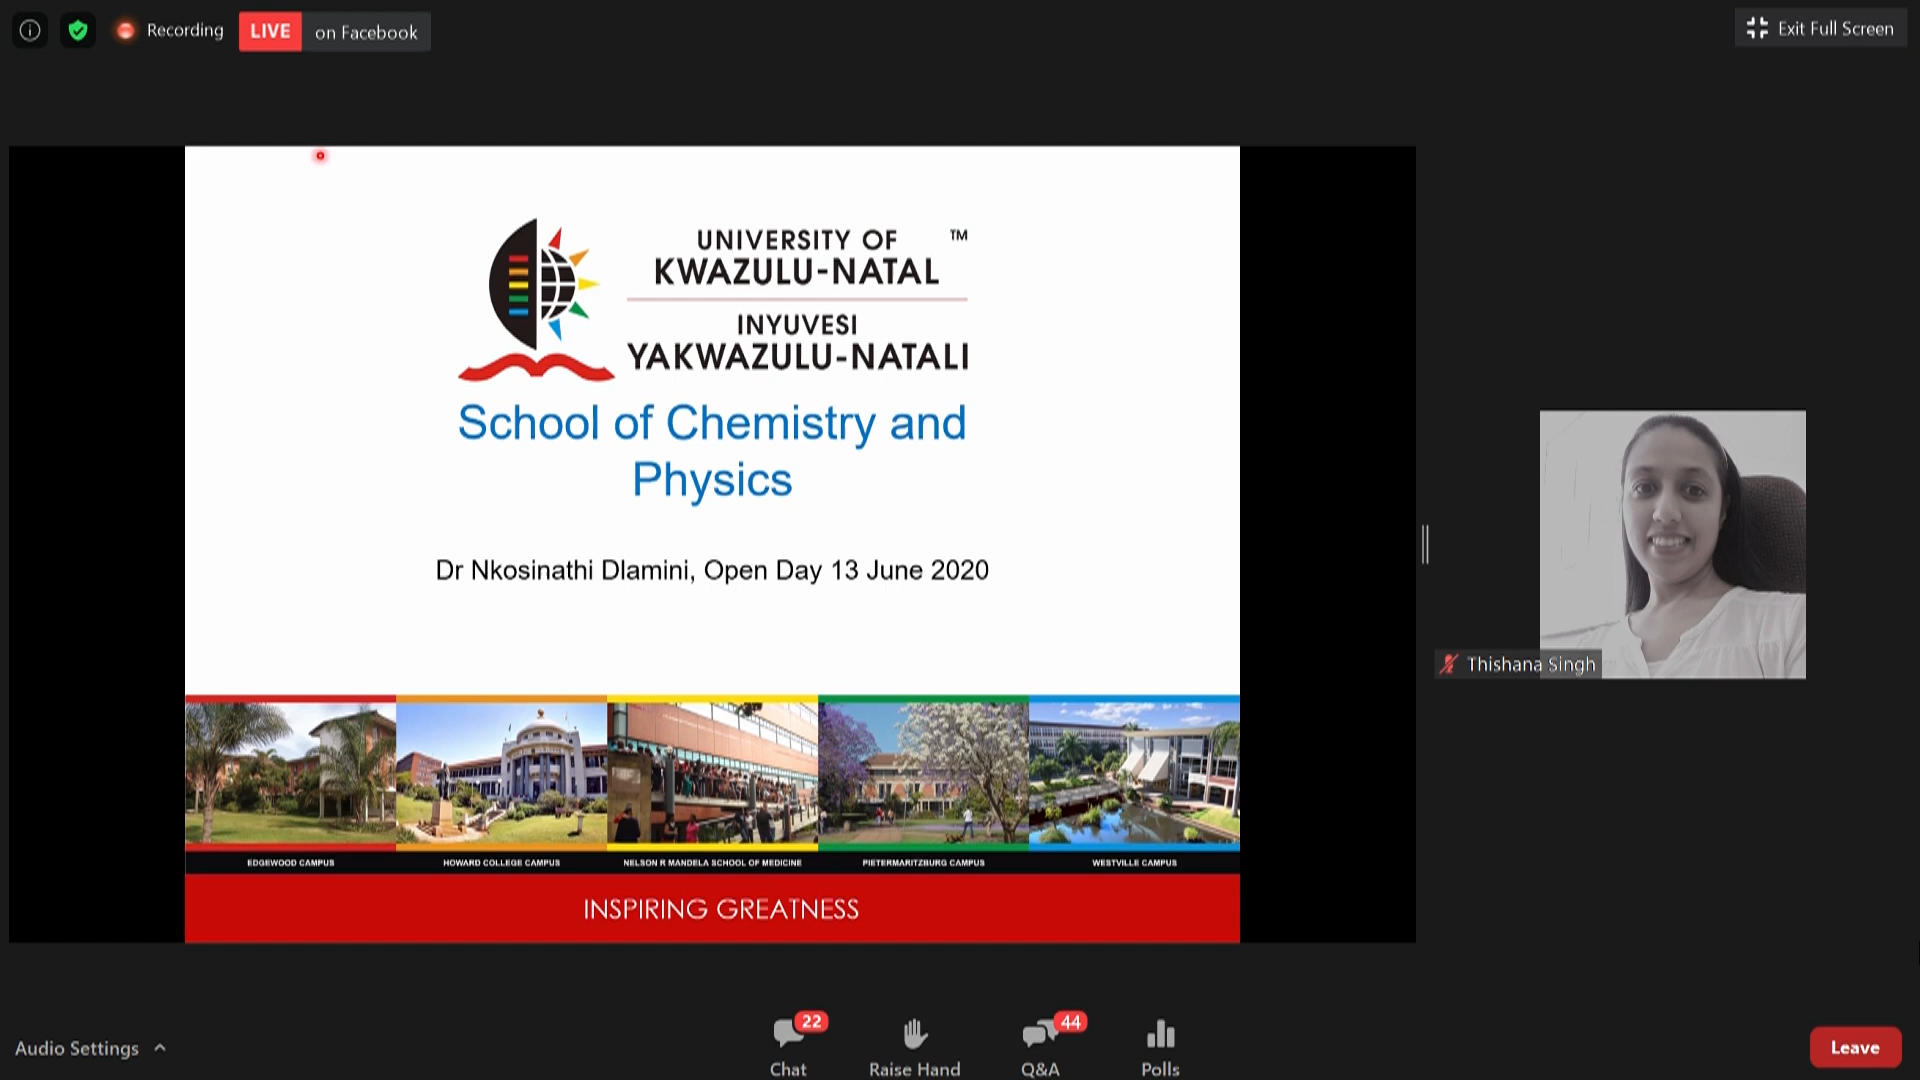 Recording
LIVE on Facebook
Exit Full Screen
UNIVERSITY OF ™
KWAZULU-NATAL
INYUVESI
YAKWAZULU-NATALI
School of Chemistry and
Physics
Dr Nkosinathi Dlamini, Open Day 13 June 2020
Thishana Singh
EDGEWOOD CAMPUS
HOWARD COLLEGE CAMPUS
NELSON R MANDELA SCHOOL OF MEDICINE
PIETERMARITZBURG CAMPUS
WESTVILLE CAMPUS
INSPIRING GREATNESS
Audio Settings
22
Chat
Raise Hand
44
Q&A
Polls
Leave